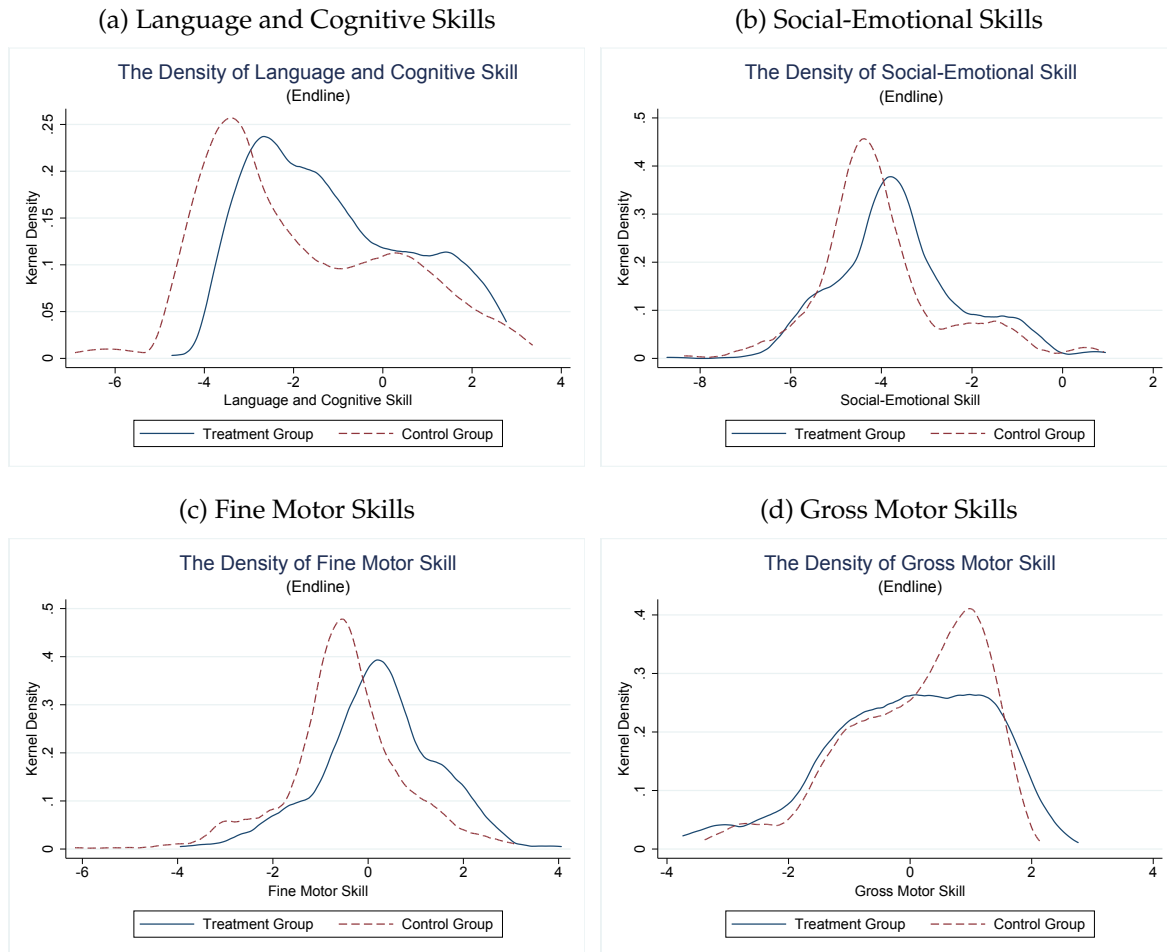 (a) Language and Cognitive Skills
The Density of Language and Cognitive Skill
(Endline)
Kernel Density
0 .05 .1 .15 .2 .25
-6 -4 -2 0 2 4
Language and Cognitive Skill
Treatment Group Control Group
(b) Social-Emotional Skills
The Density of Social-Emotional Skill
(Endline)
Kernel Density
0 .1 .2 .3 .4 .5
-8 -6 -4 -2 0 2
Social-Emotional Skill
Treatment Group Control Group
(c) Fine Motor Skills
The Density of Fine Motor Skill
(Endline)
Kernel Density
0 .1 .2 .3 .4 .5
-6 -4 -2 0 2 4
Fine Motor Skill
Treatment Group Control Group
(d) Gross Motor Skills
The Density of Gross Motor Skill
(Endline)
Kernel Density
0 .1 .2 .3 .4
-4 -2 0 2 4
Gross Motor Skill
Treatment Group Control Group